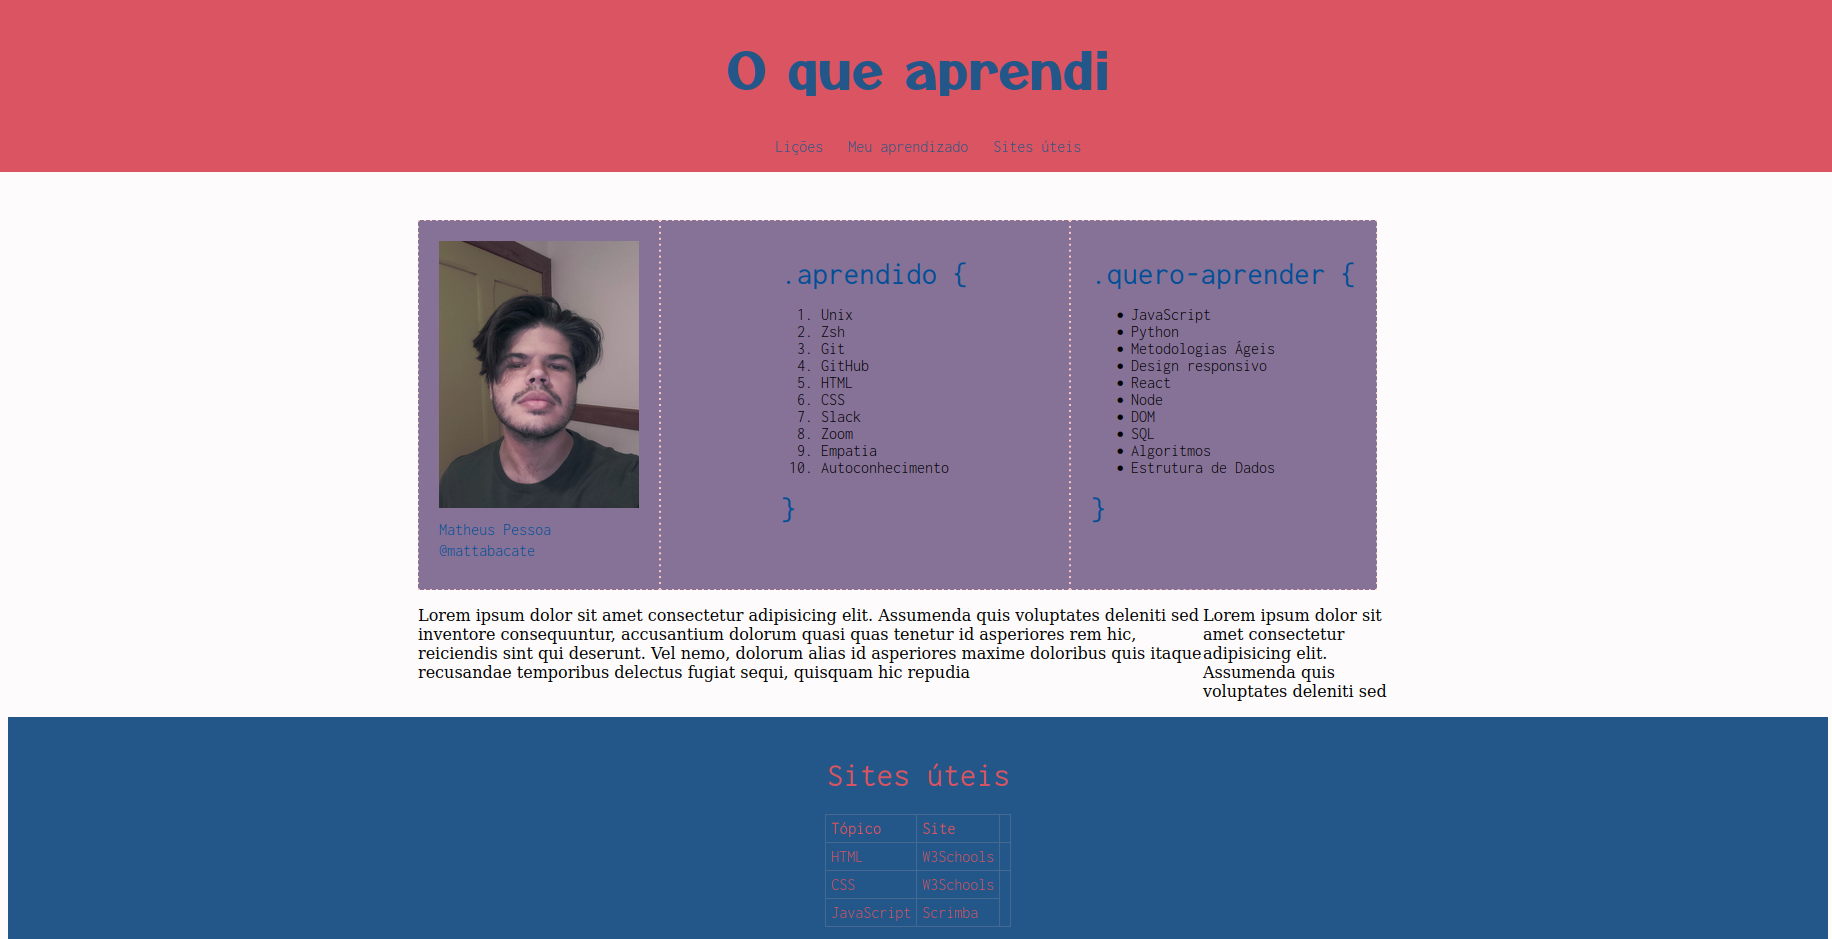 O que aprendi
Lições Meu aprendizado Sites úteis
Matheus Pessoa
@mattabacate
.aprendido {
1. Unix
2. Zsh
3. Git
4. GitHub
5. HTML
6. CSS
7. Slack
8. Zoom
9. Empatia
10. Autoconhecimento
}
.quero-aprender {
• JavaScript
• Python
• Metodologias Ágeis
• Design responsivo
• React
• Node
• DOM
• SQL
• Algoritmos
• Estrutura de Dados
}
Lorem ipsum dolor sit amet consectetur adipisicing elit. Assumenda quis voluptates deleniti sed
inventore consequuntur, accusantium dolorum quasi quas tenetur id asperiores rem hic,
reiciendis sint qui deserunt. Vel nemo, dolorum alias id asperiores maxime doloribus quis itaque
recusandae temporibus delectus fugiat sequi, quisquam hic repudia
Lorem ipsum dolor sit
amet consectetur
adipisicing elit.
Assumenda quis
voluptates deleniti sed
Sites úteis
Tópico Site
HTML W3Schools
CSS W3Schools
JavaScript Scrimba